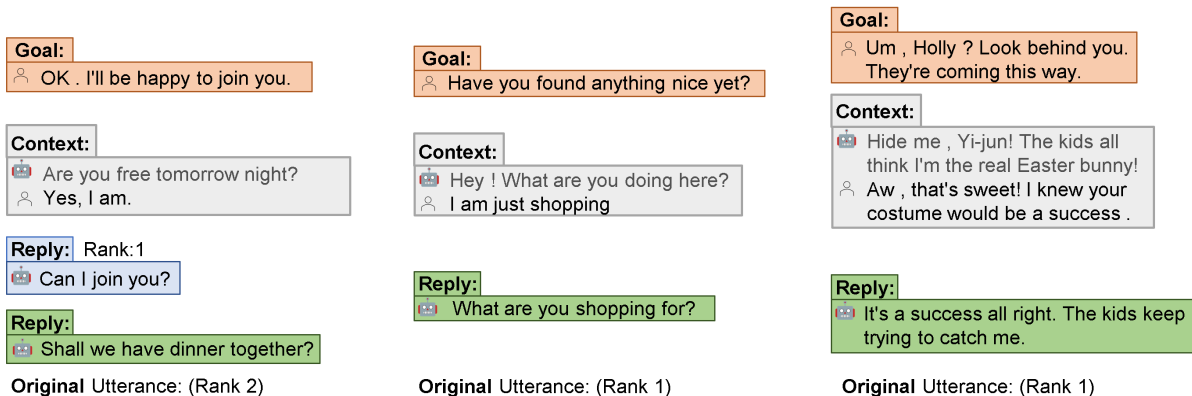 Goal:
OK . I'll be happy to join you.
Context:
Are you free tomorrow night?
Yes, I am.
Reply: Rank:1
Can I join you?
Reply:
Shall we have dinner together?
Original Utterance: (Rank 2)
Goal:
Have you found anything nice yet?
Context:
Hey ! What are you doing here?
I am just shopping
Reply:
What are you shopping for?
Original Utterance: (Rank 1)
Goal:
Um , Holly ? Look behind you.
They're coming this way.
Context:
Hide me , Yi-jun! The kids all
think I'm the real Easter bunny!
Aw , that's sweet! I knew your
costume would be a success .
Reply:
It's a success all right. The kids keep
trying to catch me.
Original Utterance: (Rank 1)